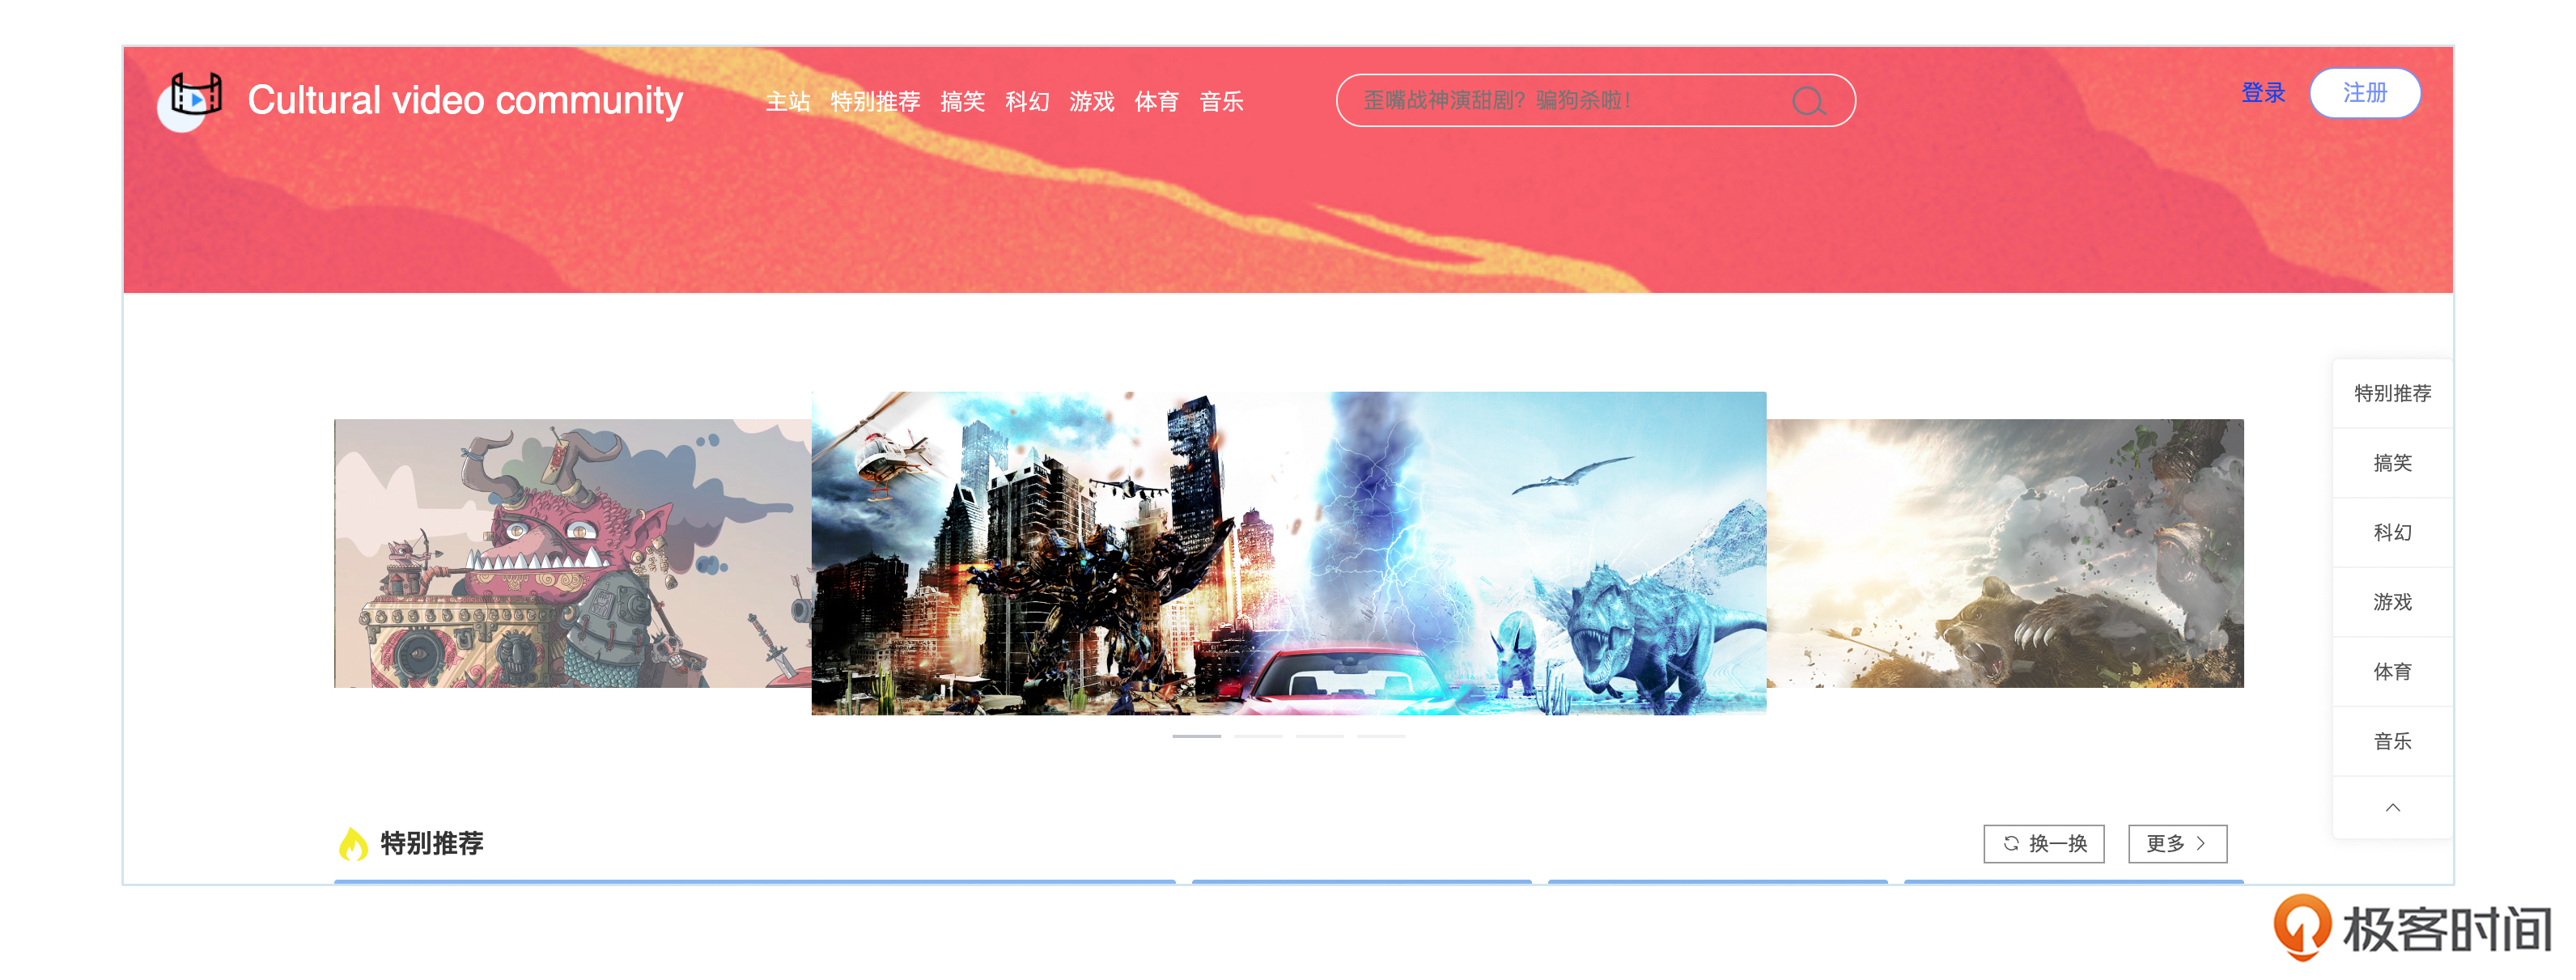 Cultural video community 主站 特别推荐 搞笑 科幻 游戏 体育 音乐 歪嘴战神演甜剧？骗狗杀啦！ 登录 注册
特别推荐
搞笑
科幻
游戏
体育
音乐
特别推荐 换一换 更多
极客时间